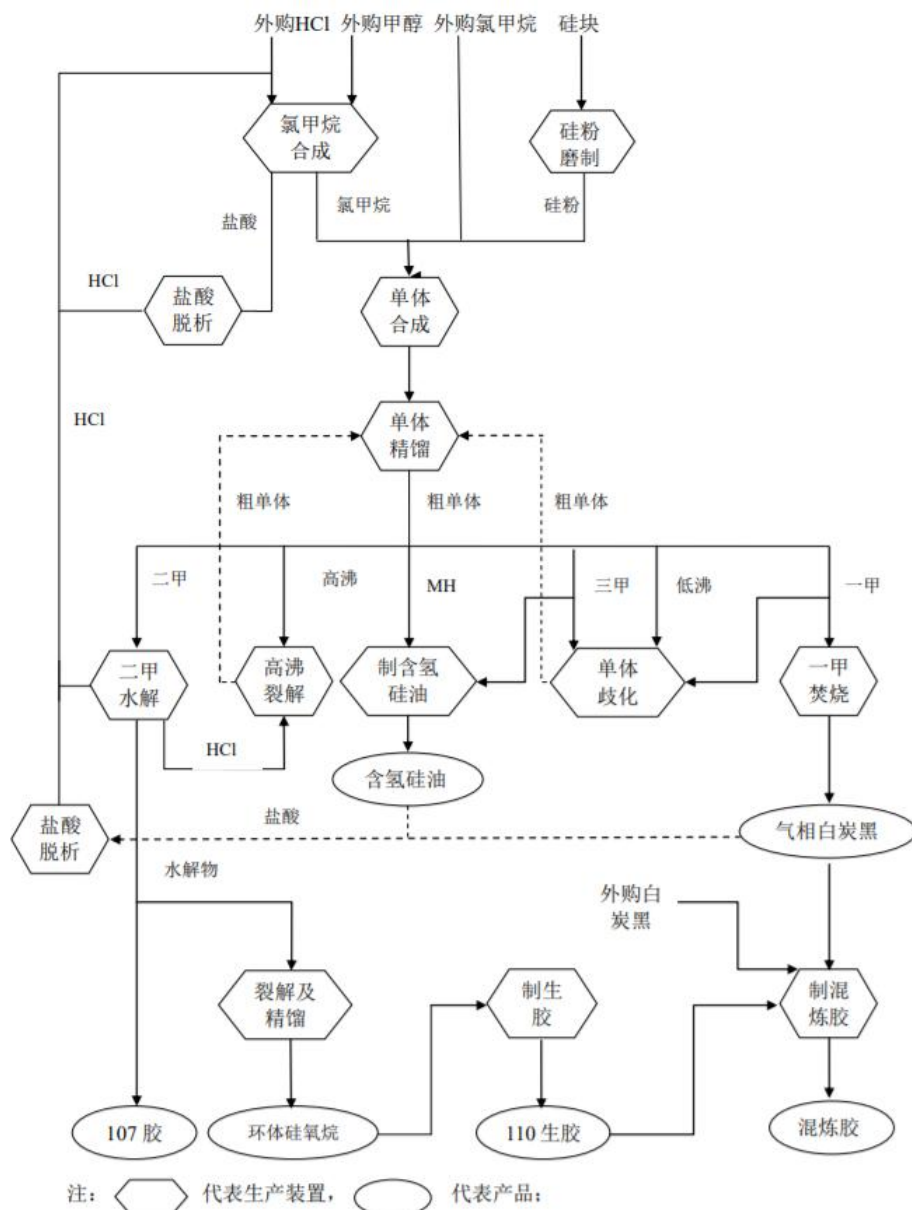 外购HCl 外购甲醇 外购氯甲烷 硅块
氯甲烷
合成
硅粉
磨制
盐酸
氯甲烷
硅粉
HCl
盐酸
脱析
单体
合成
HCl
单体
精馏
粗单体
粗单体
粗单体
二甲
高沸
MH
三甲
低沸
一甲
二甲
水解
高沸
裂解
制含氢
硅油
单体
歧化
一甲
焚烧
HCl
含氢硅油
盐酸
脱析
盐酸
气相白炭黑
水解物
外购白
炭黑
裂解及
精馏
制生
胶
制混
炼胶
107 胶
环体硅氧烷
110 生胶
混炼胶
注： 代表生产装置， 代表产品；